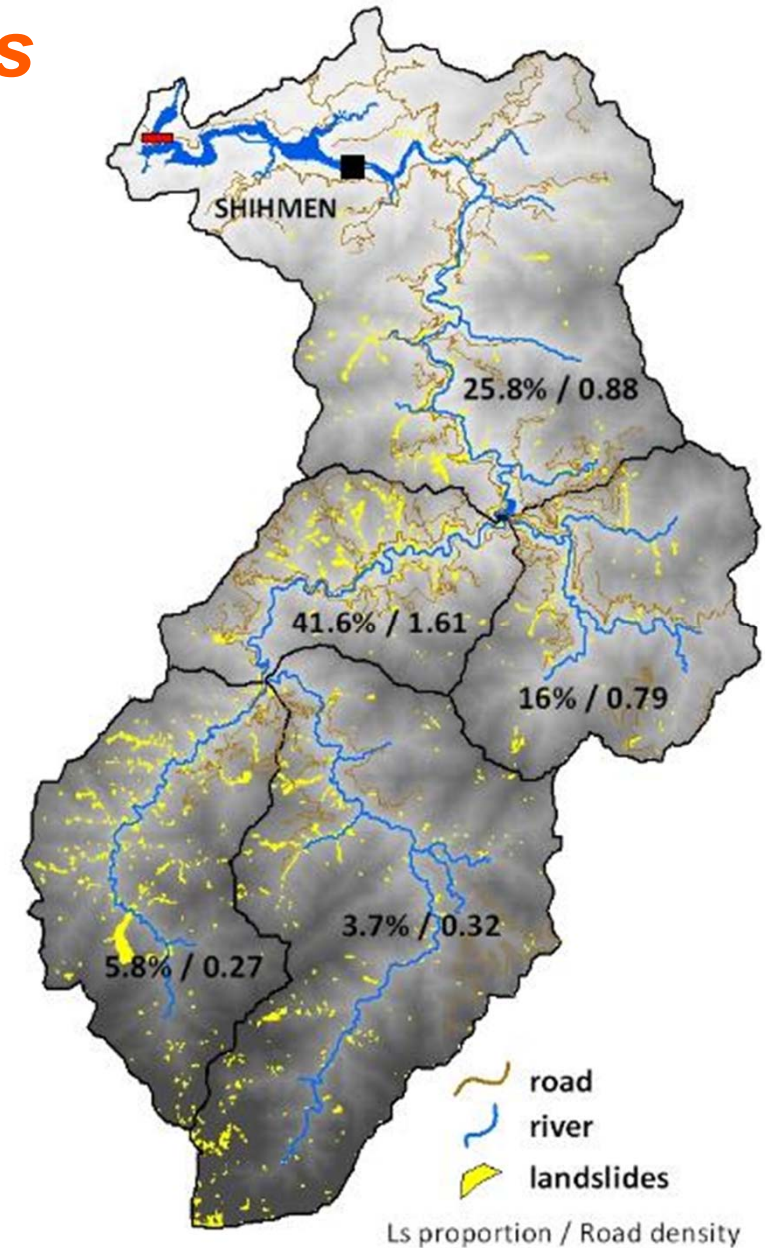 s
SHIHMEN
25.8% / 0.88
41.6% / 1.61
16% / 0.79
3.7% / 0.32
5.8% / 0.27
road
river
landslides
Ls proportion / Road density